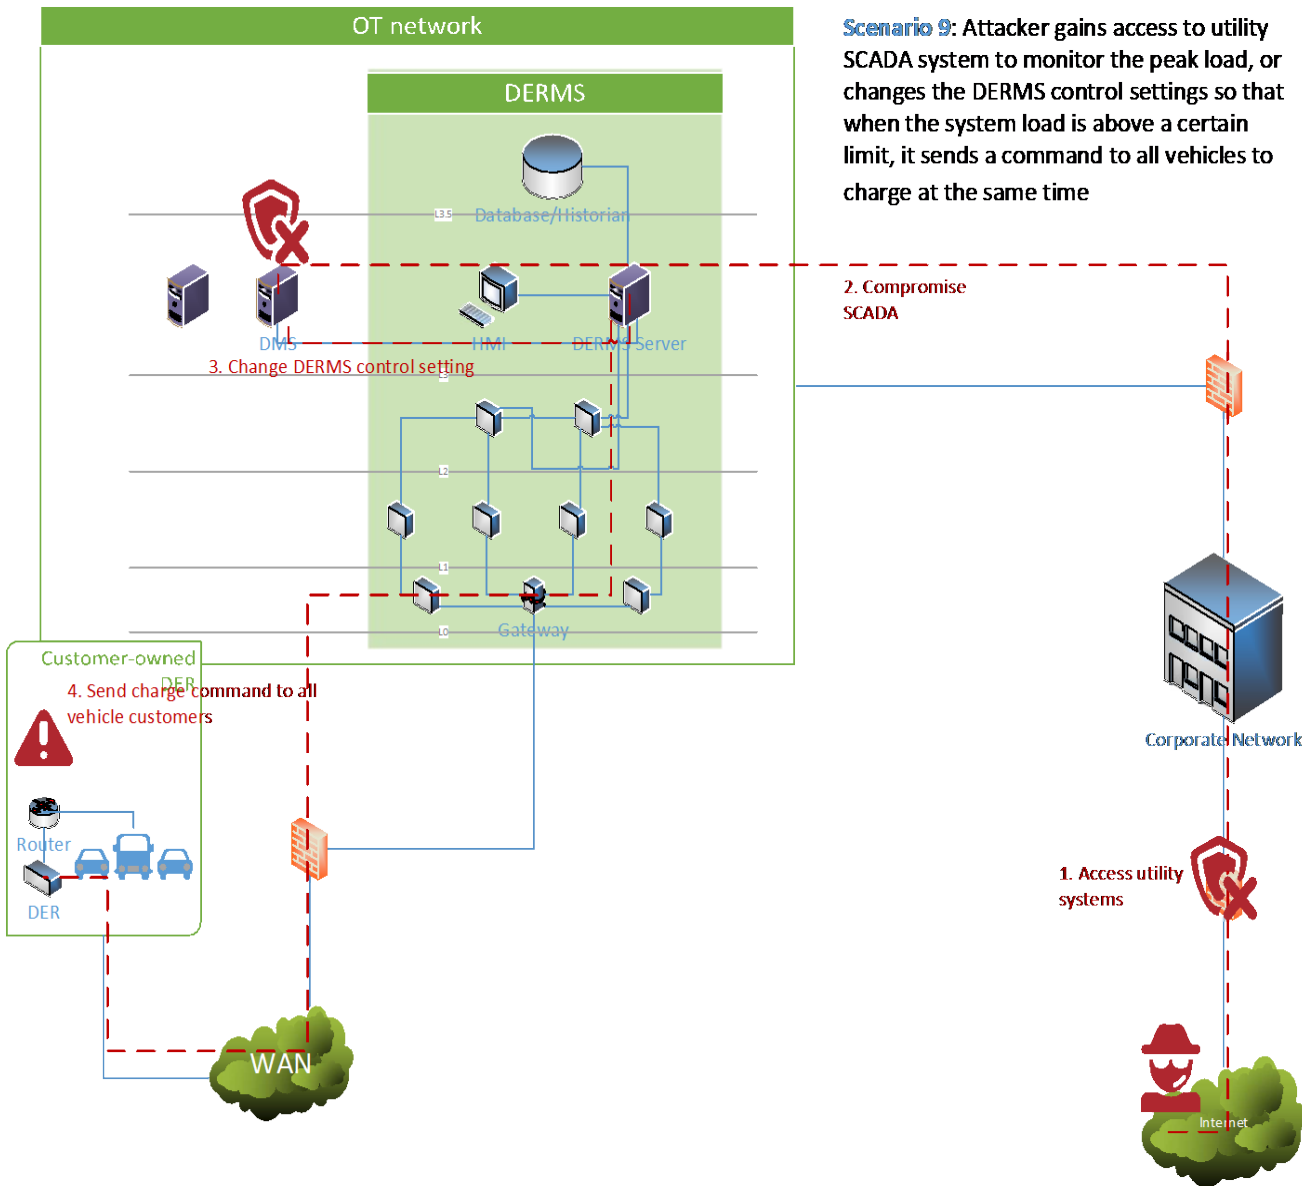 OT network
Scenario 9: Attacker gains access to utility
SCADA system to monitor the peak load, or
changes the DERMS control settings so that
when the system load is above a certain
limit, it sends a command to all vehicles to
charge at the same time
DERMS
L3.5
Database/Historian
2. Compromise
SCADA
DMS
HMI
DERMS Server
3. Change DERMS control setting
L2
L1
Gateway
L0
Customer-owned
DER
4. Send charge command to all
vehicle customers
Corporate Network
Router
DER
1. Access utility
systems
WAN
Internet